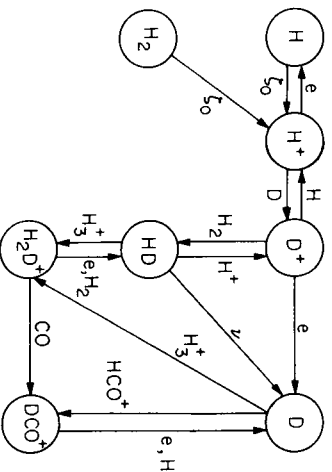 H
e
ζ₀
H₂
ζ₀
H⁺
H
D
D⁺
H₂
H⁺
e
HD
ν
H₃⁺
e, H₂
H₃⁺
H₂D⁺
CO
D
HCO⁺
e, H
DCO⁺